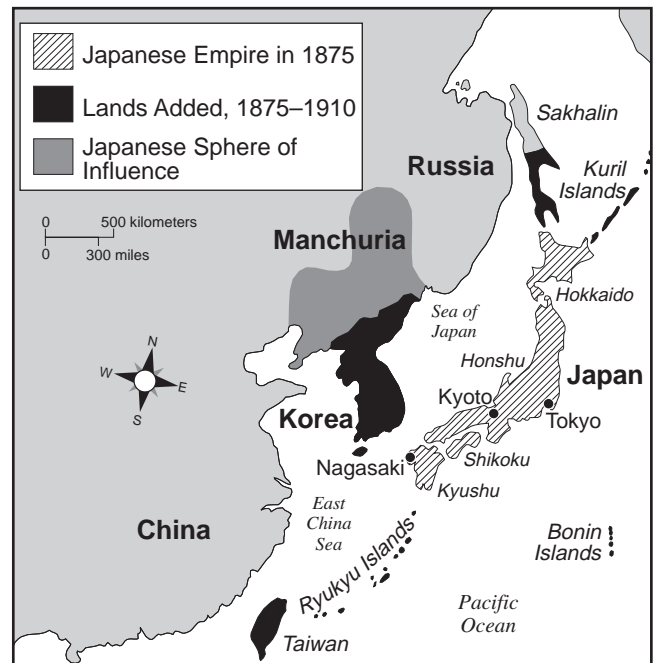 Japanese Empire in 1875
Lands Added, 1875–1910
Japanese Sphere of
Influence
0 500 kilometers
0 300 miles
N
W
E
S
Sakhalin
Russia
Kuril
Islands
Manchuria
Hokkaido
Sea of
Japan
Honshu
Japan
Kyoto
Korea
Tokyo
Nagasaki
Shikoku
Kyushu
East
China
Sea
China
Bonin
Islands
Ryukyu Islands
Pacific
Ocean
Taiwan